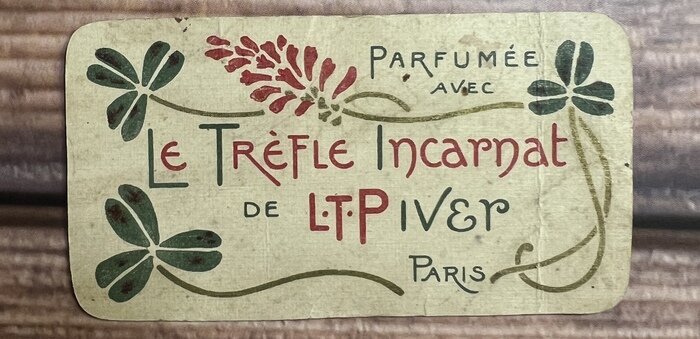 PARFUMÉE
AVEC
LE TRÈFLE INCARNAT
DE L.T.PIVER
PARIS